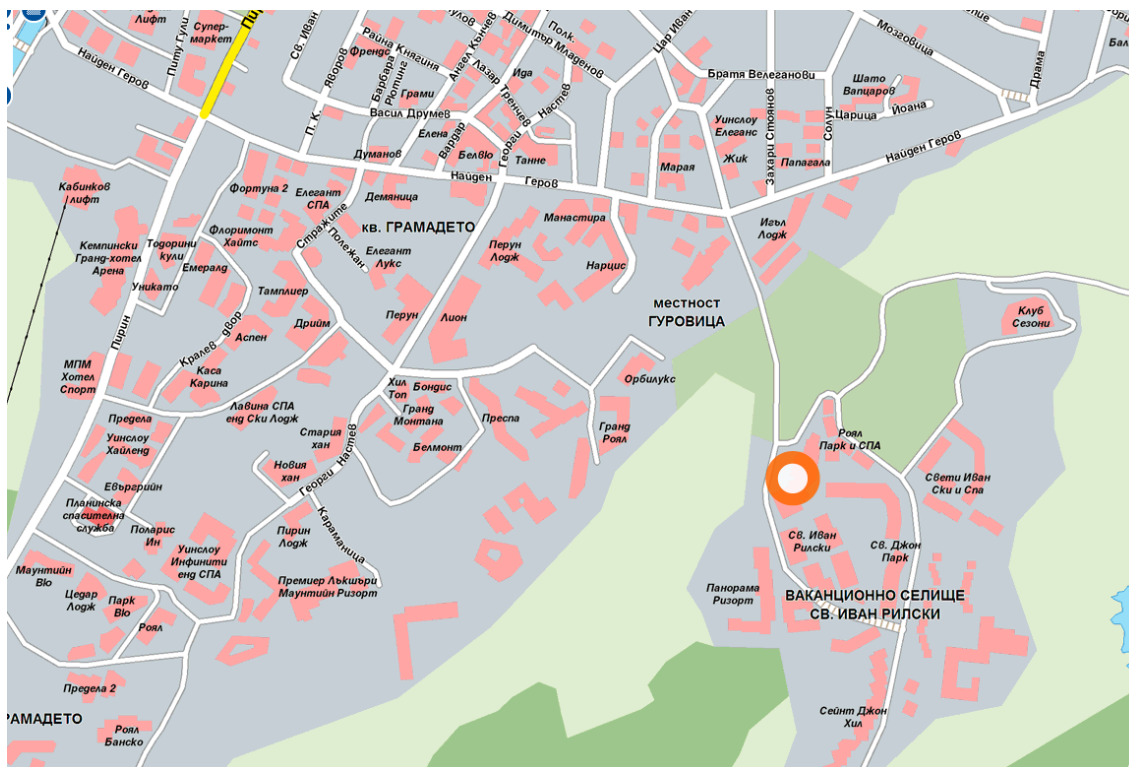 Лифт
Супер-
маркет
Питу Гули
Найден Геров
Пир
Св. Иван
Яворов
П. К.
Райна Княгиня
Френдс
Барбара
Рютинг
Грами
Васил Друмев
Ангел Кънчев
Лазар Тренчев
Димитър Младенов
Полк.
Ида
Георги Настев
Цар Иван
Братя Велеганови
Мозговица
Драма
Бал
Шато
Вапцаров
Царица Йоана
Солун
Захари Стоянов
Уинслоу
Елеганс
Жик
Папагала
Найден Геров
Марая
Елена
Вардар
Белвю
Танне
Думанов
Найден Геров
Кабинков
лифт
Фортуна 2
Елегант
СПА
Демяница
кв. ГРАМАДЕТО
Стражите
Полежан
Флоримонт
Хайтс
Тодорини
кули
Емералд
Уникато
Кемпински
Гранд-хотел
Арена
Пирин
Елегант
Лукс
Тамплиер
Дрийм
Перун
Лион
Перун
Лодж
Манастира
Нарцис
Игъл
Лодж
местност
ГУРОВИЦА
Клуб
Сезони
Кралев двор
Аспен
Каса
Карина
МПМ
Хотел
Спорт
Предела
Уинслоу
Хайленд
Лавина СПА
енд Ски Лодж
Хил
Топ
Бондис
Гранд
Монтана
Белмонт
Преспа
Орбилукс
Гранд
Роял
Стария
хан
Новия
хан
Георги Настев
Караманица
Роял
Парк и СПА
Свети Иван
Ски и Спа
Евъргрийн
Планинска
спасителна
служба
Поларис
Ин
Уинслоу
Инфинити
енд СПА
Пирин
Лодж
Премиер Лъкшъри
Маунтийн Ризорт
Св. Иван
Рилски
Св. Джон
Парк
Панорама
Ризорт
ВАКАНЦИОННО СЕЛИЩЕ
СВ. ИВАН РИЛСКИ
Маунтийн
Вю
Цедар
Лодж
Парк
Вю
Роял
Предела 2
РАМАДЕТО
Роял
Банско
Сейнт Джон
Хил